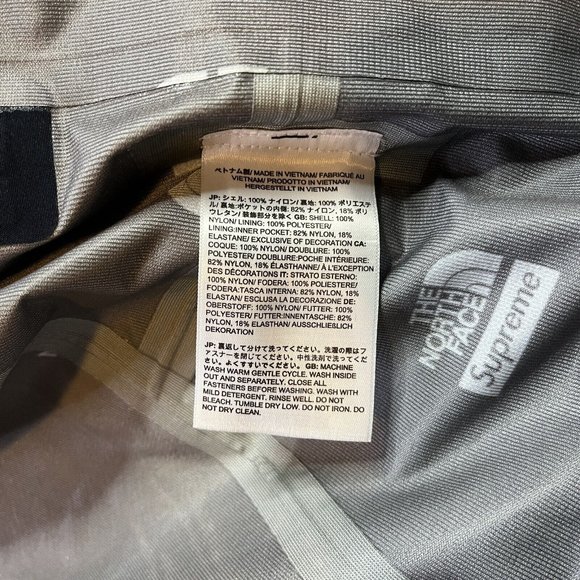 ベトナム製/ MADE IN VIETNAM/ FABRIQUÉ AU
VIETNAM/ PRODOTTO IN VIETNAM/
HERGESTELLT IN VIETNAM
JP: シェル: 100% ナイロン/ 裏地: 100% ポリエステ
ル/ 裏地:ポケットの内側: 82% ナイロン, 18% ポリ
ウレタン/ 装飾部分を除く GB: SHELL: 100%
NYLON/ LINING: 100% POLYESTER/
LINING:INNER POCKET: 82% NYLON, 18%
ELASTANE/ EXCLUSIVE OF DECORATION CA:
COQUE: 100% NYLON/ DOUBLURE: 100%
POLYESTER/ DOUBLURE:POCHE INTÉRIEURE:
82% NYLON, 18% ÉLASTHANNE/ À L'EXCEPTION
DES DÉCORATIONS IT: STRATO ESTERNO:
100% NYLON/ FODERA: 100% POLIESTERE/
FODERA:TASCA INTERNA: 82% NYLON, 18%
ELASTAN/ ESCLUSA LA DECORAZIONE DE:
OBERSTOFF: 100% NYLON/ FUTTER: 100%
POLYESTER/ FUTTER:INNENTASCHE: 82%
NYLON, 18% ELASTHAN/ AUSSCHLIESSLICH
DEKORATION
JP: 裏返して分けて洗ってください。洗濯の際はフ
ァスナーを閉じてください。中性洗剤で洗ってくださ
い。よくすすいでください。GB: MACHINE
WASH WARM GENTLE CYCLE. WASH INSIDE
OUT AND SEPARATELY. CLOSE ALL
FASTENERS BEFORE WASHING. WASH WITH
MILD DETERGENT. RINSE WELL. DO NOT
BLEACH. TUMBLE DRY LOW. DO NOT IRON. DO
NOT DRY CLEAN.
THE
NORTH
FACE
Supreme